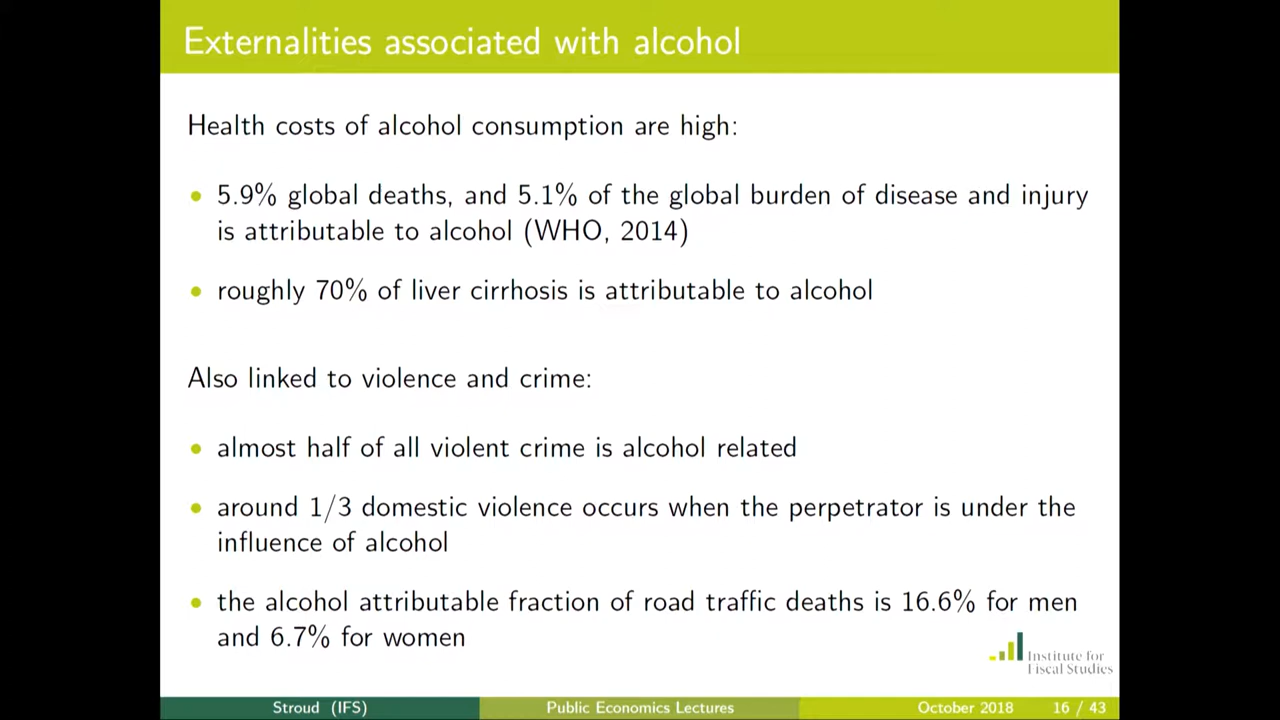 Externalities associated with alcohol
Health costs of alcohol consumption are high:
• 5.9% global deaths, and 5.1% of the global burden of disease and injury
is attributable to alcohol (WHO, 2014)
• roughly 70% of liver cirrhosis is attributable to alcohol
Also linked to violence and crime:
• almost half of all violent crime is alcohol related
• around 1/3 domestic violence occurs when the perpetrator is under the
influence of alcohol
• the alcohol attributable fraction of road traffic deaths is 16.6% for men
and 6.7% for women
Institute for
Fiscal Studies
Stroud (IFS) Public Economics Lectures October 2018 16 / 43